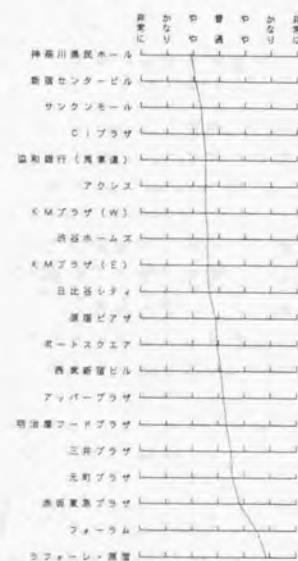 非常に かなり やや 普通 やや かなり 非常に
神奈川県民ホール
新宿センタービル
サンクンモール
CIプラザ
協和銀行(馬車道)
アクシス
KMプラザ(W)
渋谷ホームズ
KMプラザ(E)
日比谷シティ
原宿ピアザ
ポートスクエア
西武新宿ビル
アッパープラザ
明治屋フードプラザ
三井プラザ
元町プラザ
赤坂東急プラザ
フォーラム
ラフォーレ・原宿